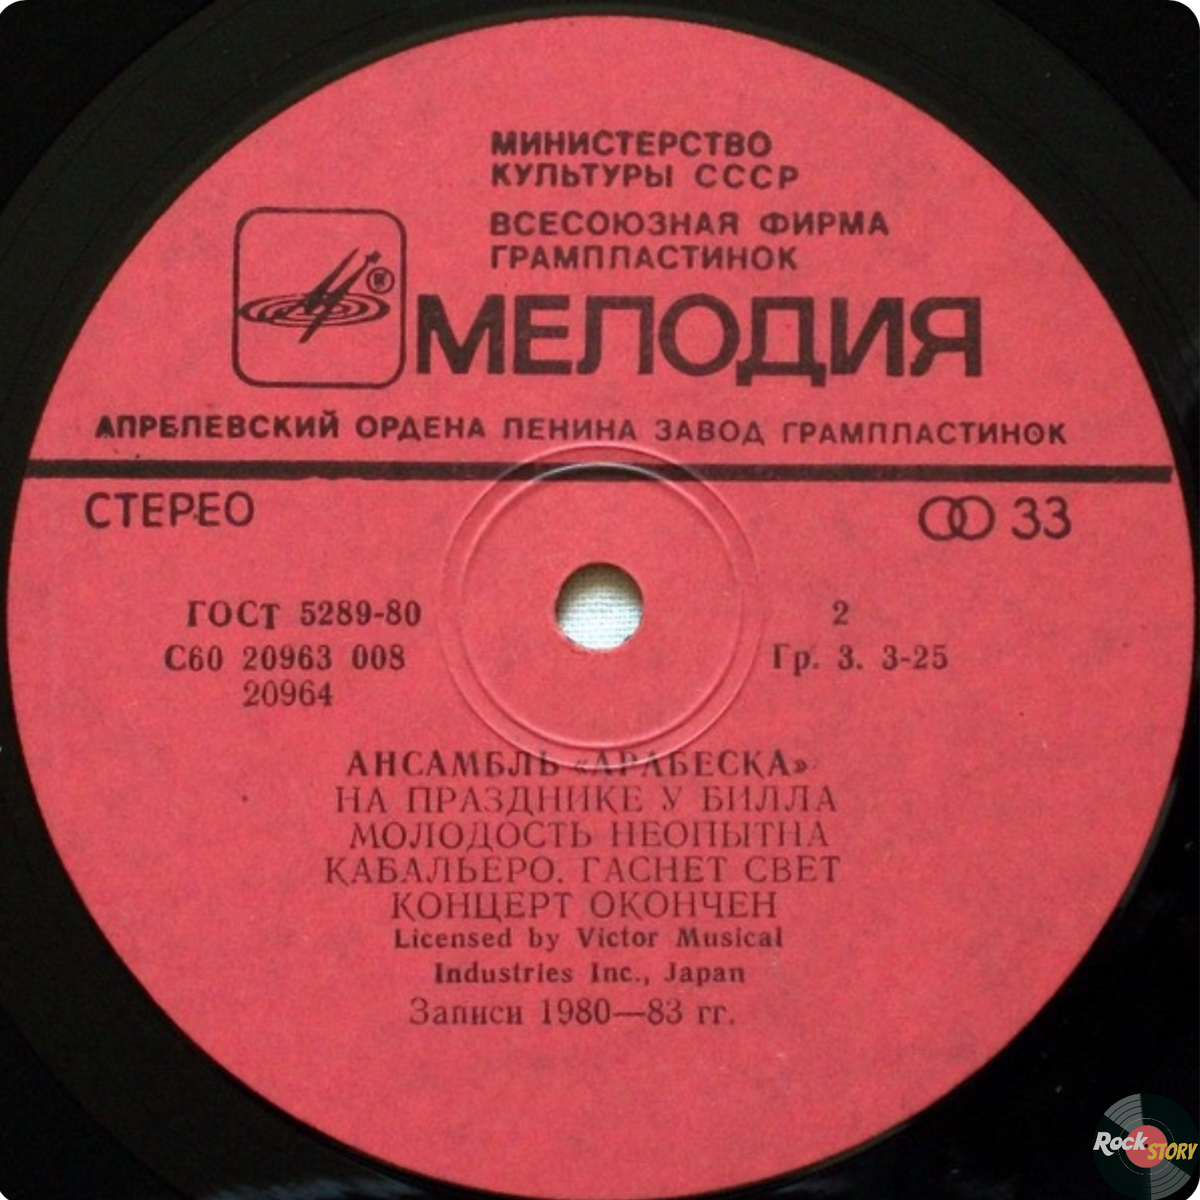 МИНИСТЕРСТВО
КУЛЬТУРЫ СССР
ВСЕСОЮЗНАЯ ФИРМА
ГРАМПЛАСТИНОК
МЕЛОДИЯ
АПРЕЛЕВСКИЙ ОРДЕНА ЛЕНИНА ЗАВОД ГРАМПЛАСТИНОК
СТЕРЕО
33
ГОСТ 5289-80
2
С60 20963 008
Гр. 3. 3-25
20964
АНСАМБЛЬ «АРАБЕСКА»
НА ПРАЗДНИКЕ У БИЛЛА
МОЛОДОСТЬ НЕОПЫТНА
КАБАЛЬЕРО. ГАСНЕТ СВЕТ
КОНЦЕРТ ОКОНЧЕН
Licensed by Victor Musical
Industries Inc., Japan
Записи 1980—83 гг.
Rock STORY